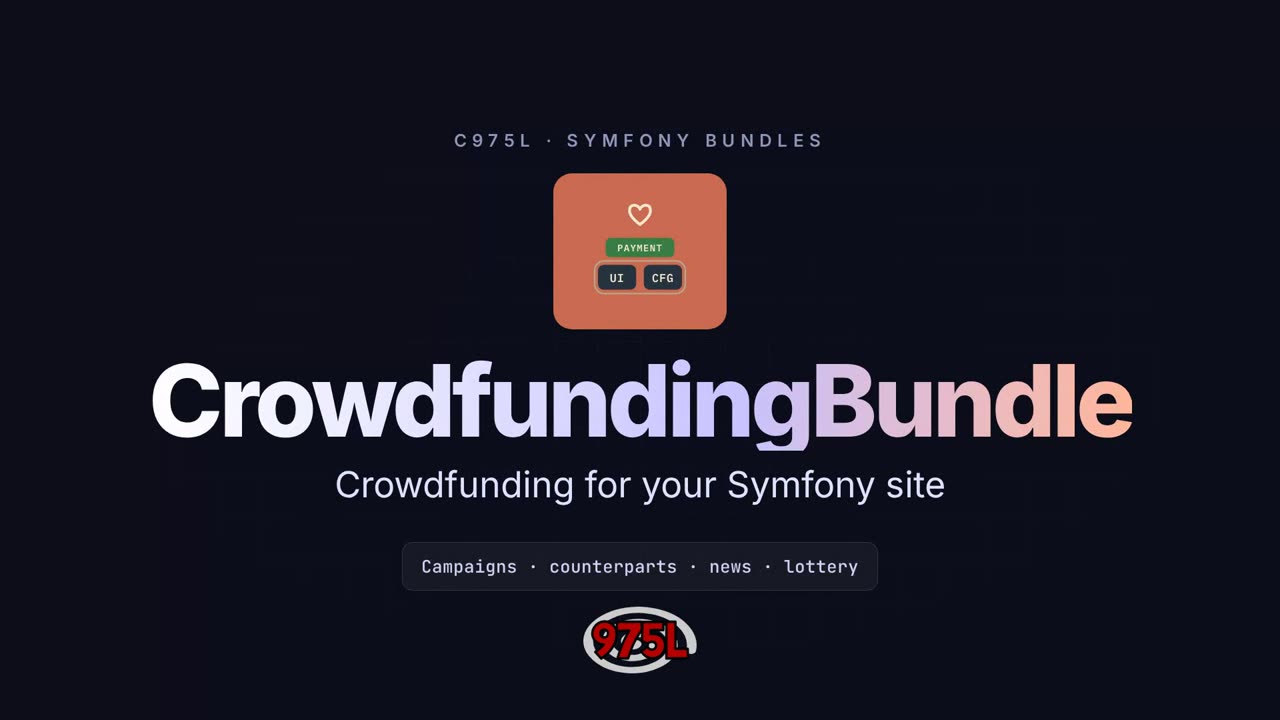 C975L · SYMFONY BUNDLES
PAYMENT
UI CFG
CrowdfundingBundle
Crowdfunding for your Symfony site
Campaigns · counterparts · news · lottery
975L